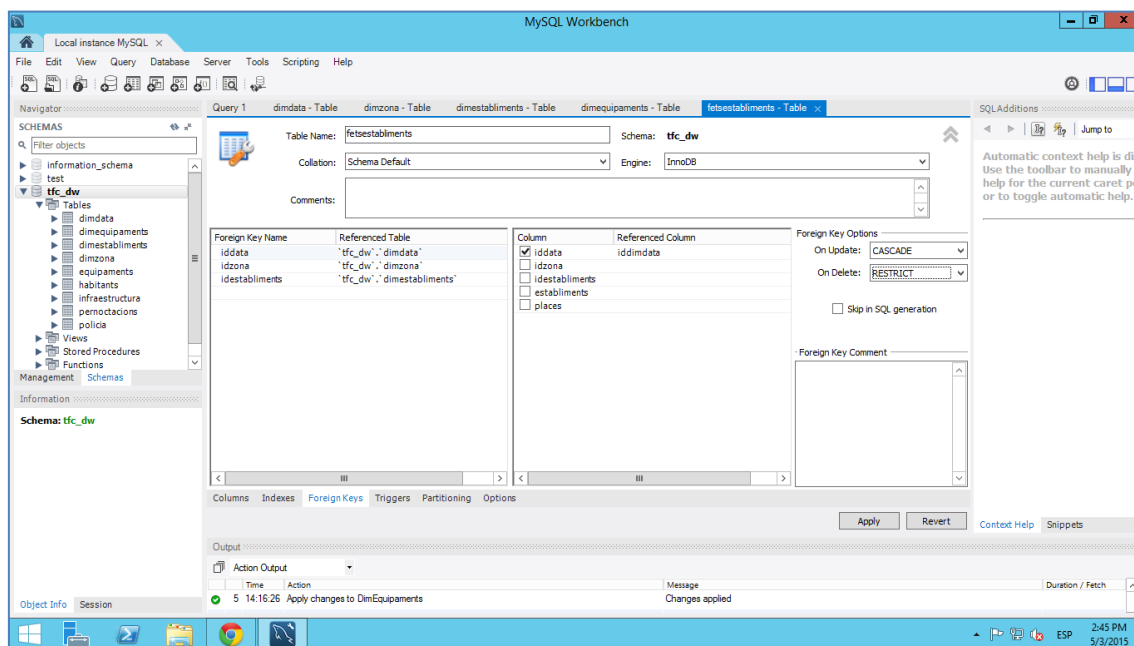 MySQL Workbench
Local instance MySQL
File Edit View Query Database Server Tools Scripting Help
Navigator
SCHEMAS
Filter objects
information_schema
test
tfc_dw
Tables
dimdata
dimequipaments
dimestabliments
dimzona
equipaments
habitants
infraestructura
pernoctacions
policia
Views
Stored Procedures
Functions
Management Schemas
Information
Schema: tfc_dw
Object Info Session
Query 1 dimdata - Table dimzona - Table dimestabliments - Table dimequipaments - Table fetsestabliments - Table
Table Name: fetsestabliments Schema: tfc_dw
Collation: Schema Default Engine: InnoDB
Comments:
Foreign Key Name Referenced Table
iddata `tfc_dw`.`dimdata`
idzona `tfc_dw`.`dimzona`
idestabliments `tfc_dw`.`dimestabliments`
Column Referenced Column
iddata iddimdata
idzona
idestabliments
establiments
places
Foreign Key Options
On Update: CASCADE
On Delete: RESTRICT
Skip in SQL generation
Foreign Key Comment
Columns Indexes Foreign Keys Triggers Partitioning Options
Apply Revert
Output
Action Output
Time Action Message Duration / Fetch
5 14:16:26 Apply changes to DimEquipaments Changes applied
SQLAdditions
Jump to
Automatic context help is di
Use the toolbar to manually
help for the current caret p
or to toggle automatic help.
Context Help Snippets
ESP
2:45 PM
5/3/2015